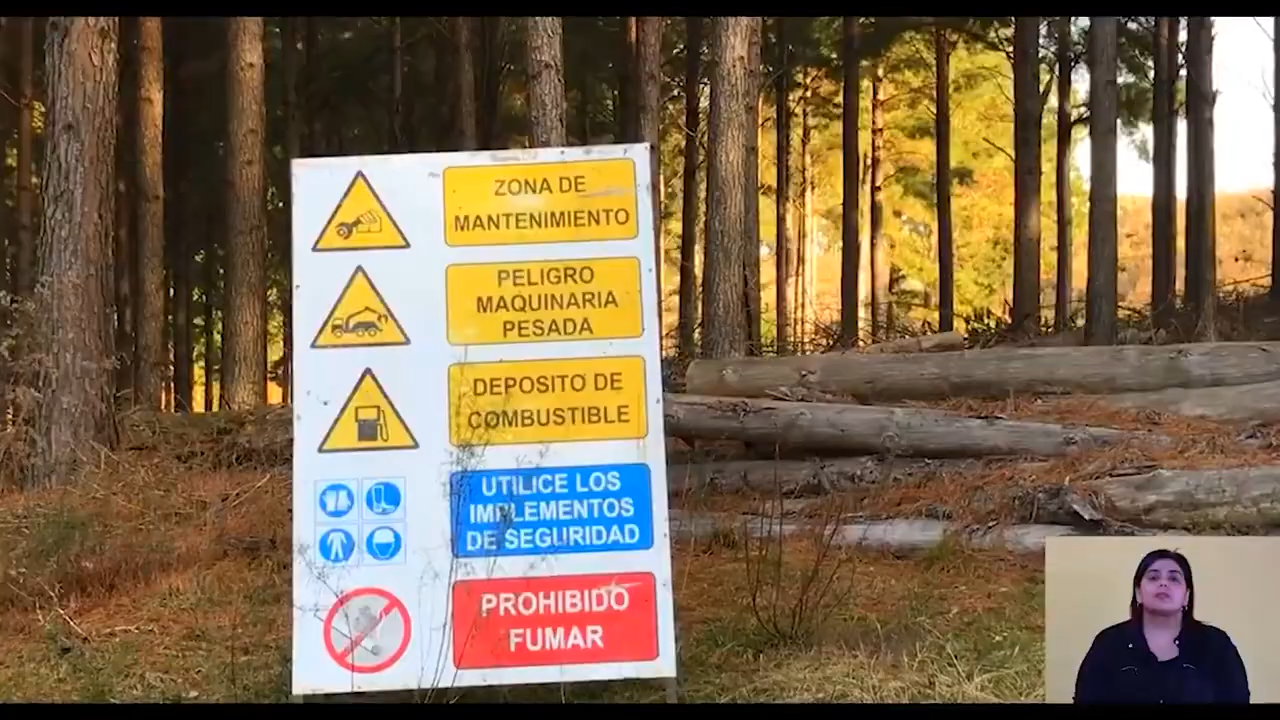 ZONA DE
MANTENIMIENTO
PELIGRO
MAQUINARIA
PESADA
DEPOSITO DE
COMBUSTIBLE
UTILICE LOS
IMPLEMENTOS
DE SEGURIDAD
PROHIBIDO
FUMAR